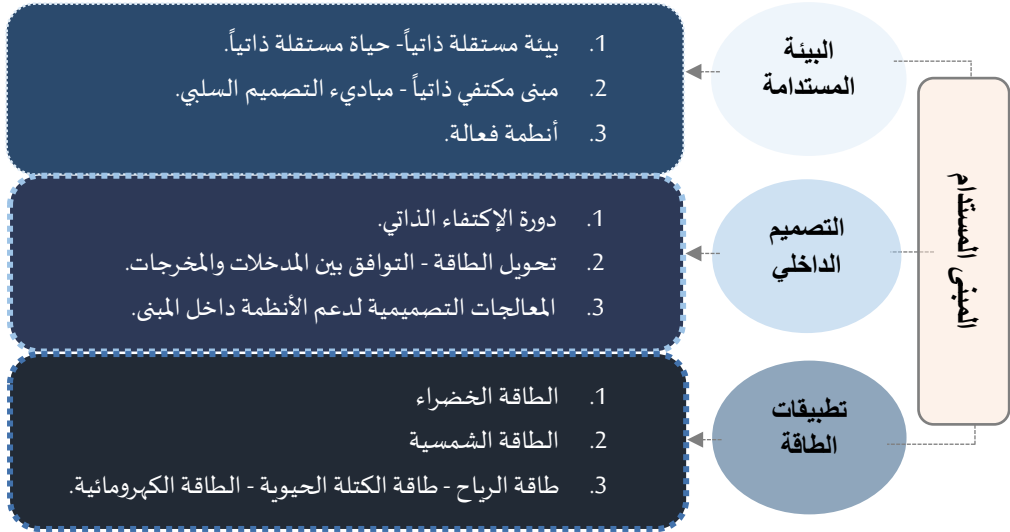 المبنى المستدام
البيئة
المستدامة
1. بيئة مستقلة ذاتياً- حياة مستقلة ذاتياً.
2. مبنى مكتفي ذاتياً - مباديء التصميم السلبي.
3. أنطمة فعالة.
التصميم
الداخلي
1. دورة الإكتفاء الذاتي.
2. تحويل الطاقة - التوافق بين المدخلات والمخرجات.
3. المعالجات التصميمية لدعم الأنظمة داخل المبنى.
تطبيقات
الطاقة
1. الطاقة الخضراء
2. الطاقة الشمسية
3. طاقة الرياح - طاقة الكتلة الحيوية - الطاقة الكهرومائية.